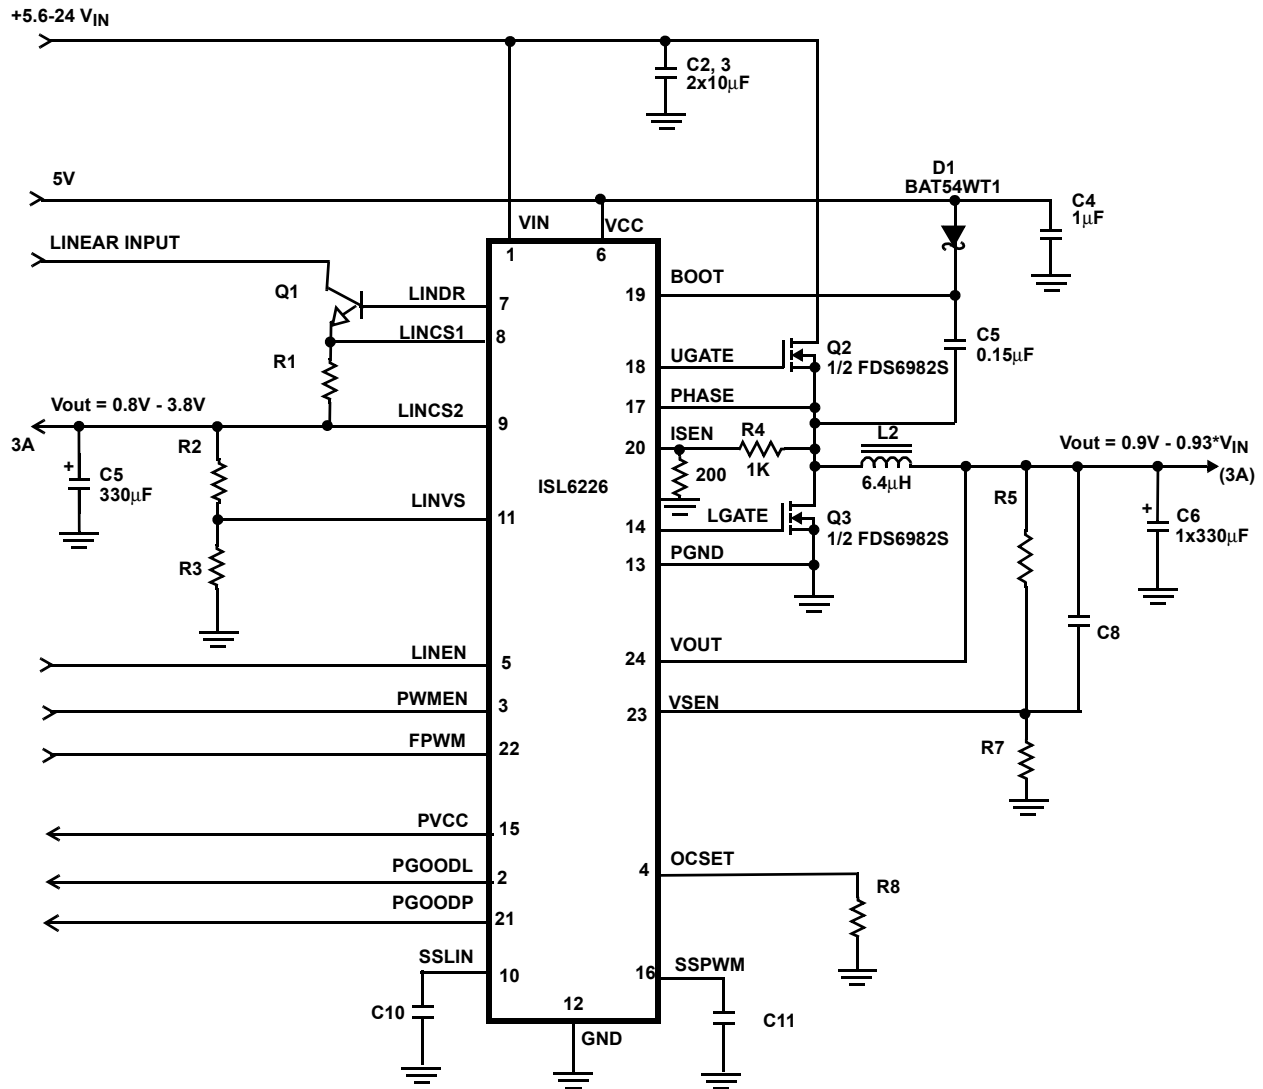 +5.6-24 VIN
C2, 3
2x10μF
5V
D1
BAT54WT1
C4
1μF
VIN
VCC
LINEAR INPUT
1
6
BOOT
19
Q1
LINDR
7
LINCS1
8
C5
0.15μF
Q2
1/2 FDS6982S
UGATE
18
R1
PHASE
17
Vout = 0.8V - 3.8V
LINCS2
9
3A
ISEN
20
R4
1K
L2
6.4μH
Vout = 0.9V - 0.93*VIN
(3A)
R2
C5
330μF
+
200
ISL6226
R5
LINVS
11
LGATE
14
Q3
1/2 FDS6982S
+
C6
1x330μF
PGND
13
R3
C8
LINEN
5
VOUT
24
PWMEN
3
VSEN
23
FPWM
22
R7
PVCC
15
PGOODL
2
OCSET
4
R8
PGOODP
21
SSLIN
10
SSPWM
16
12
GND
C10
C11